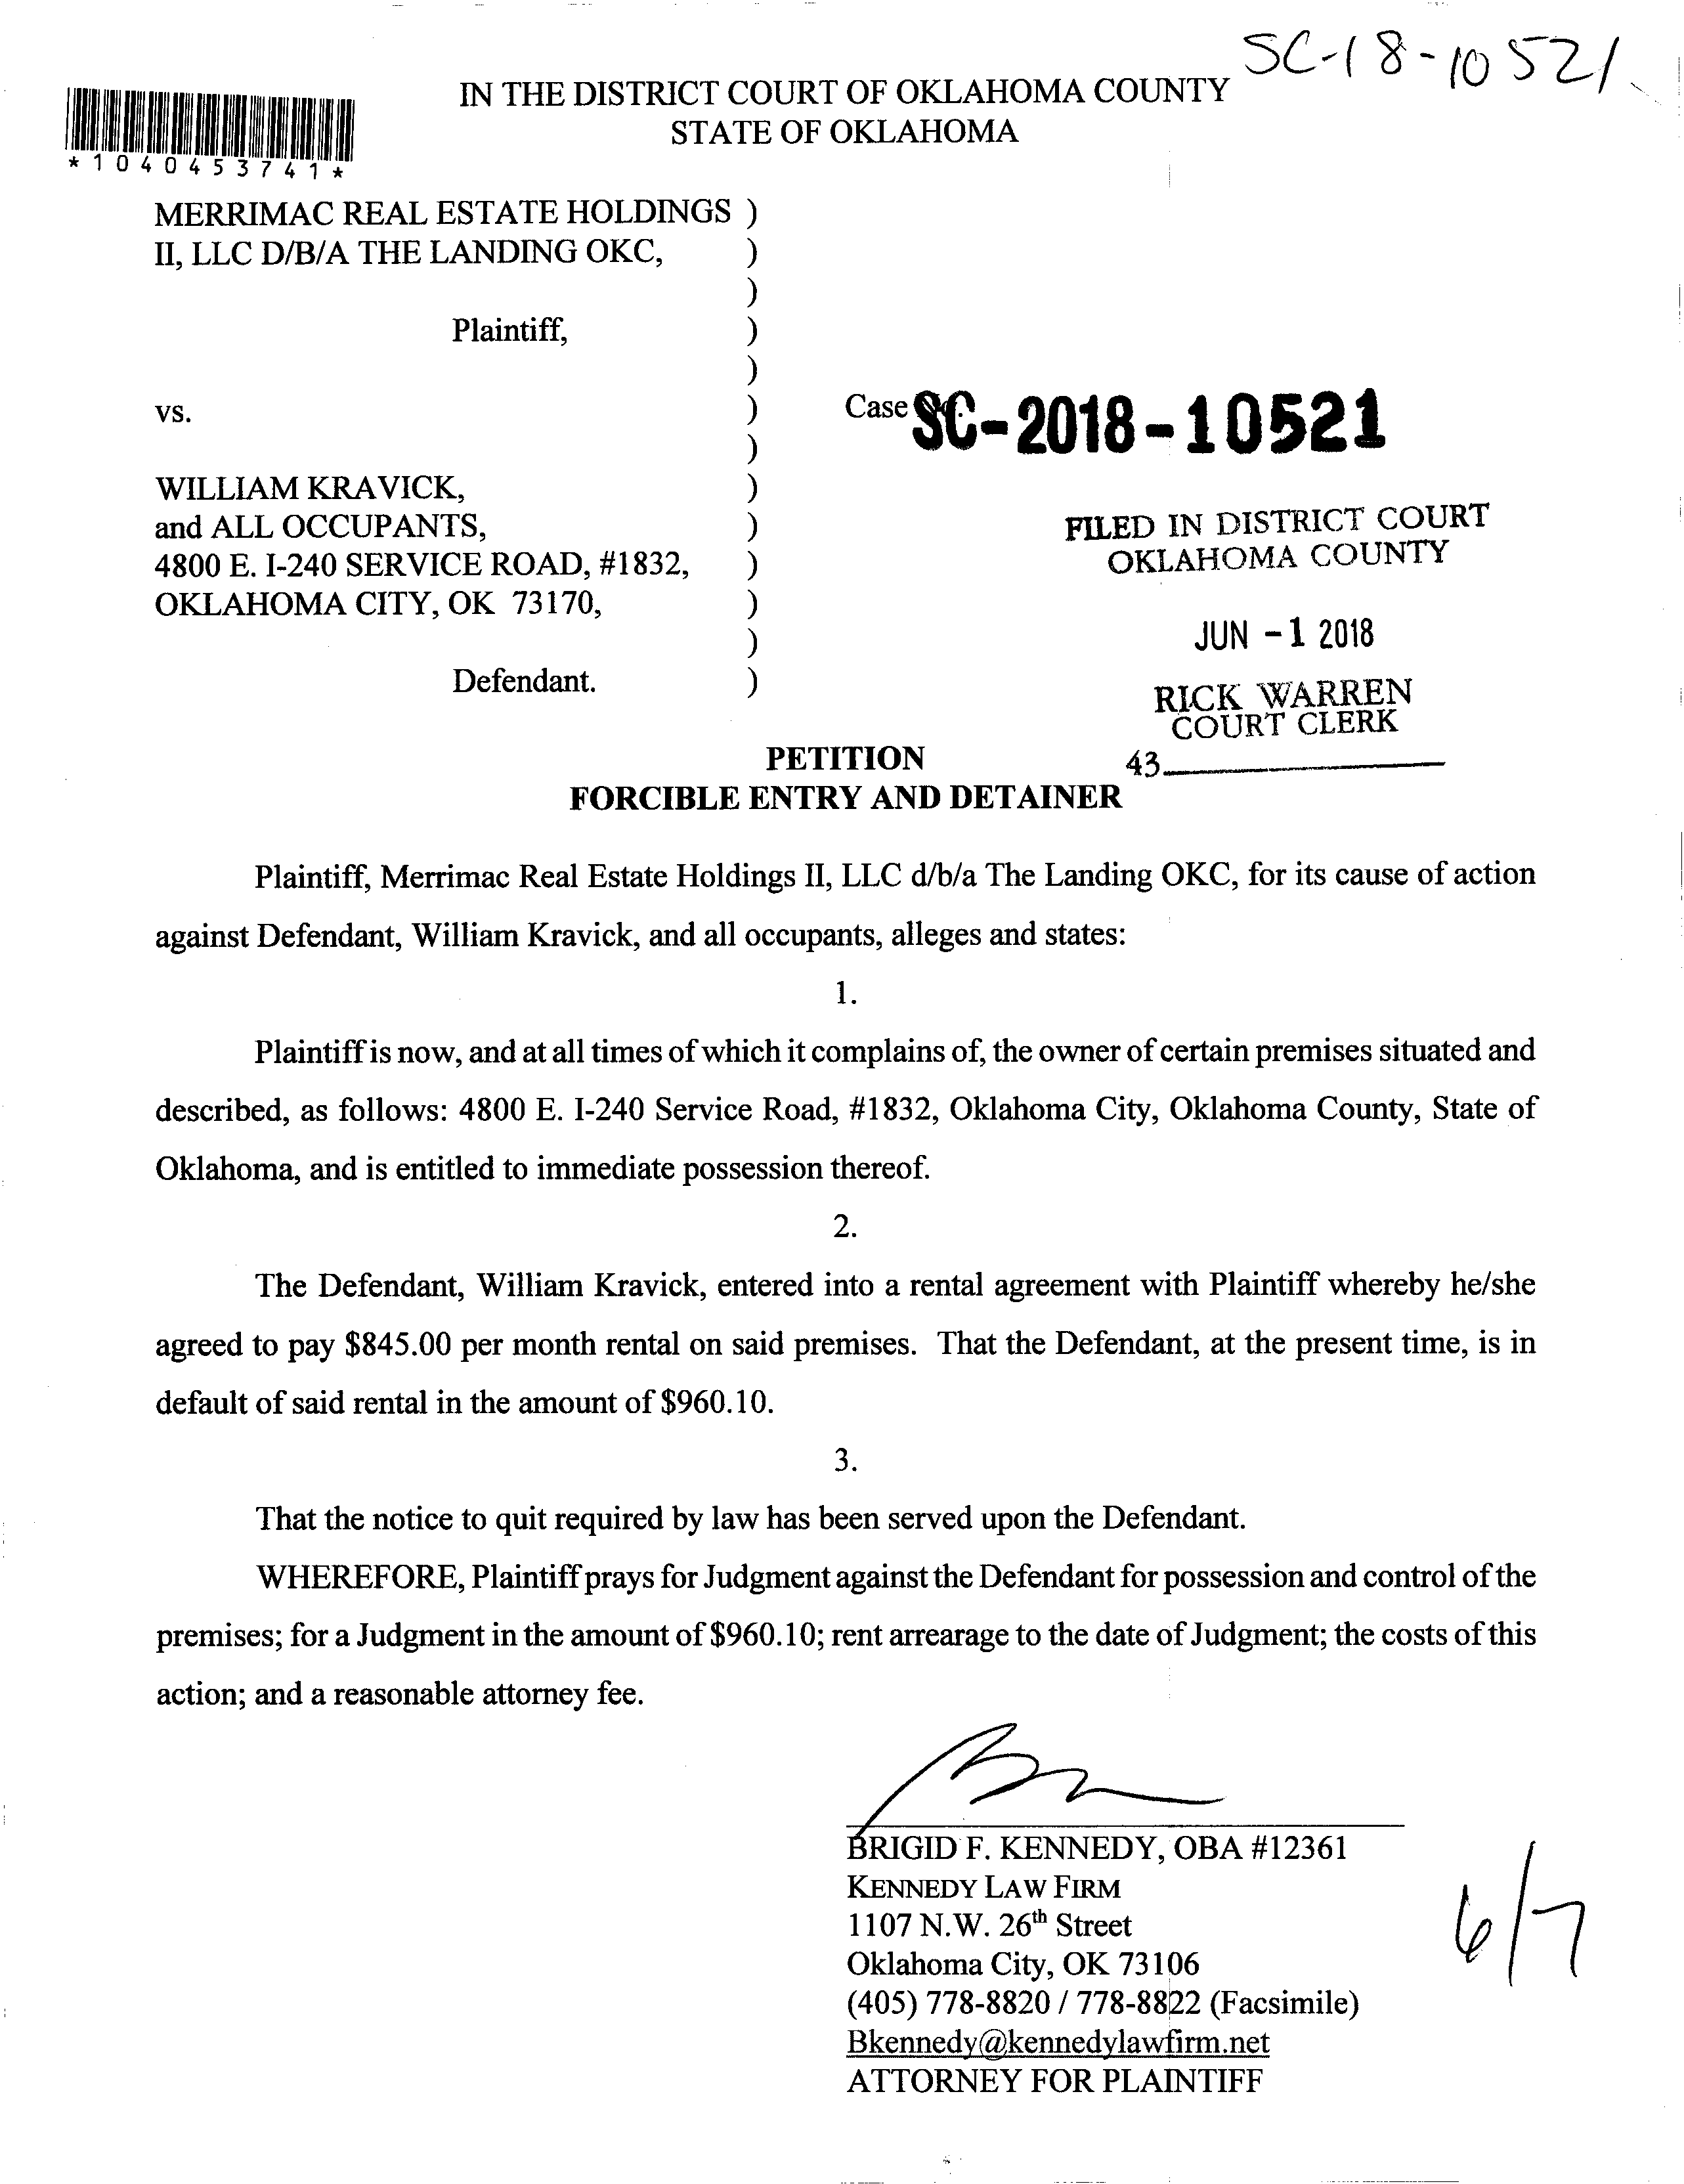 SC-18-10521
IN THE DISTRICT COURT OF OKLAHOMA COUNTY
STATE OF OKLAHOMA
*1040453741*
MERRIMAC REAL ESTATE HOLDINGS )
II, LLC D/B/A THE LANDING OKC, )
)
Plaintiff, )
)
vs. )
Case SC-2018-10521
)
WILLIAM KRAVICK, )
and ALL OCCUPANTS, )
4800 E. I-240 SERVICE ROAD, #1832, )
OKLAHOMA CITY, OK 73170, )
)
Defendant. )
FILED IN DISTRICT COURT
OKLAHOMA COUNTY
JUN -1 2018
RICK WARREN
COURT CLERK
43
PETITION
FORCIBLE ENTRY AND DETAINER
Plaintiff, Merrimac Real Estate Holdings II, LLC d/b/a The Landing OKC, for its cause of action
against Defendant, William Kravick, and all occupants, alleges and states:
1.
Plaintiff is now, and at all times of which it complains of, the owner of certain premises situated and
described, as follows: 4800 E. I-240 Service Road, #1832, Oklahoma City, Oklahoma County, State of
Oklahoma, and is entitled to immediate possession thereof.
2.
The Defendant, William Kravick, entered into a rental agreement with Plaintiff whereby he/she
agreed to pay $845.00 per month rental on said premises. That the Defendant, at the present time, is in
default of said rental in the amount of $960.10.
3.
That the notice to quit required by law has been served upon the Defendant.
WHEREFORE, Plaintiff prays for Judgment against the Defendant for possession and control of the
premises; for a Judgment in the amount of $960.10; rent arrearage to the date of Judgment; the costs of this
action; and a reasonable attorney fee.
BRIGID F. KENNEDY, OBA #12361
KENNEDY LAW FIRM
1107 N.W. 26th Street
Oklahoma City, OK 73106
(405) 778-8820 / 778-8822 (Facsimile)
Bkennedy@kennedylawfirm.net
ATTORNEY FOR PLAINTIFF
6/7